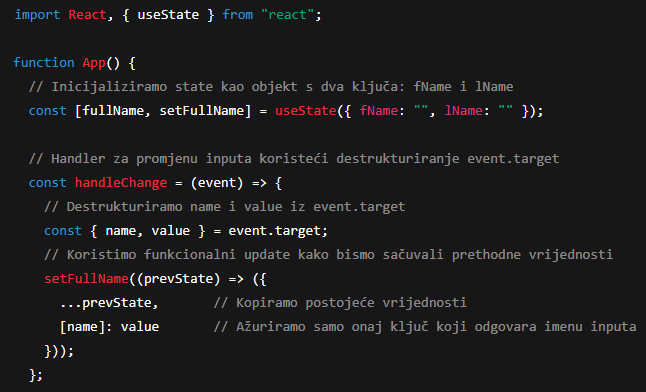 import React, { useState } from "react";
function App() {
// Inicijaliziramo state kao objekt s dva ključa: fName i lName
const [fullName, setFullName] = useState({ fName: "", lName: "" });
// Handler za promjenu inputa koristeći destrukturiranje event.target
const handleChange = (event) => {
// Destrukturiramo name i value iz event.target
const { name, value } = event.target;
// Koristimo funkcionalni update kako bismo sačuvali prethodne vrijednosti
setFullName((prevState) => ({
...prevState,       // Kopiramo postojeće vrijednosti
[name]: value       // Ažuriramo samo onaj ključ koji odgovara imenu inputa
}));
};